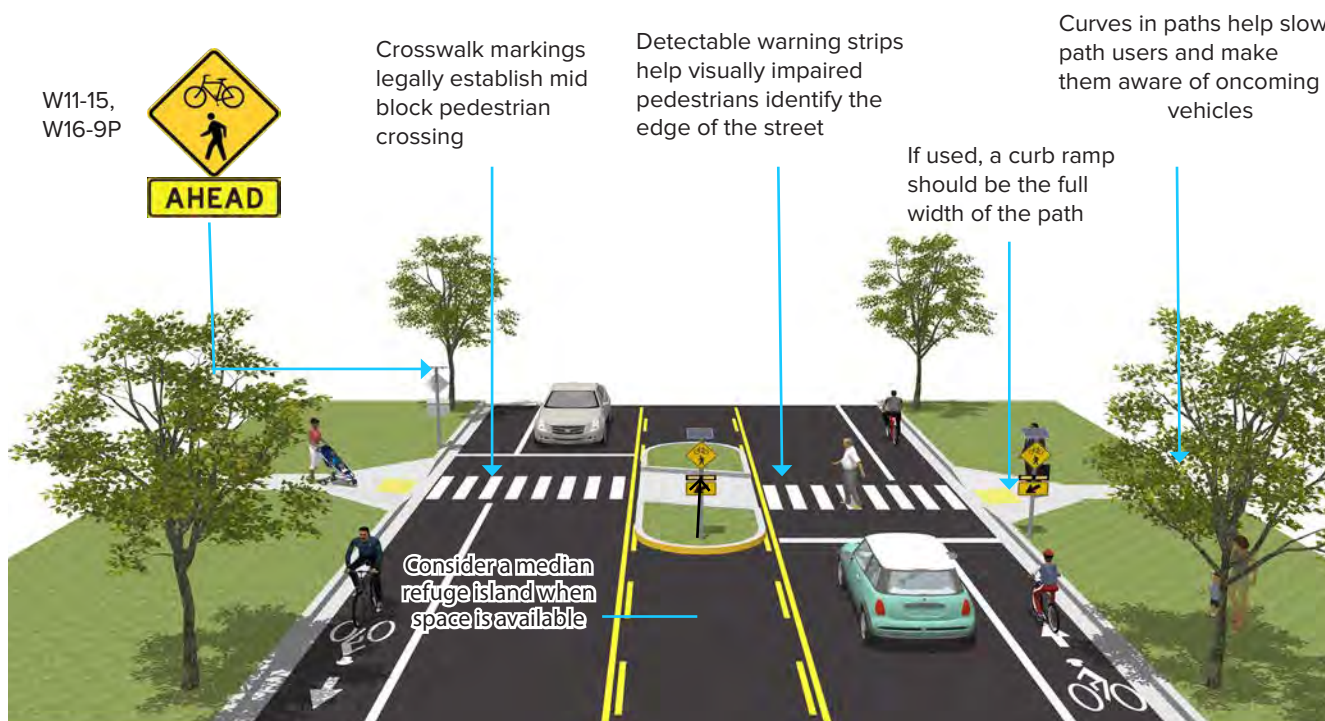 W11-15,
W16-9P
AHEAD
Crosswalk markings
legally establish mid
block pedestrian
crossing
Detectable warning strips
help visually impaired
pedestrians identify the
edge of the street
Curves in paths help slow
path users and make
them aware of oncoming
vehicles
If used, a curb ramp
should be the full
width of the path
Consider a median
refuge island when
space is available